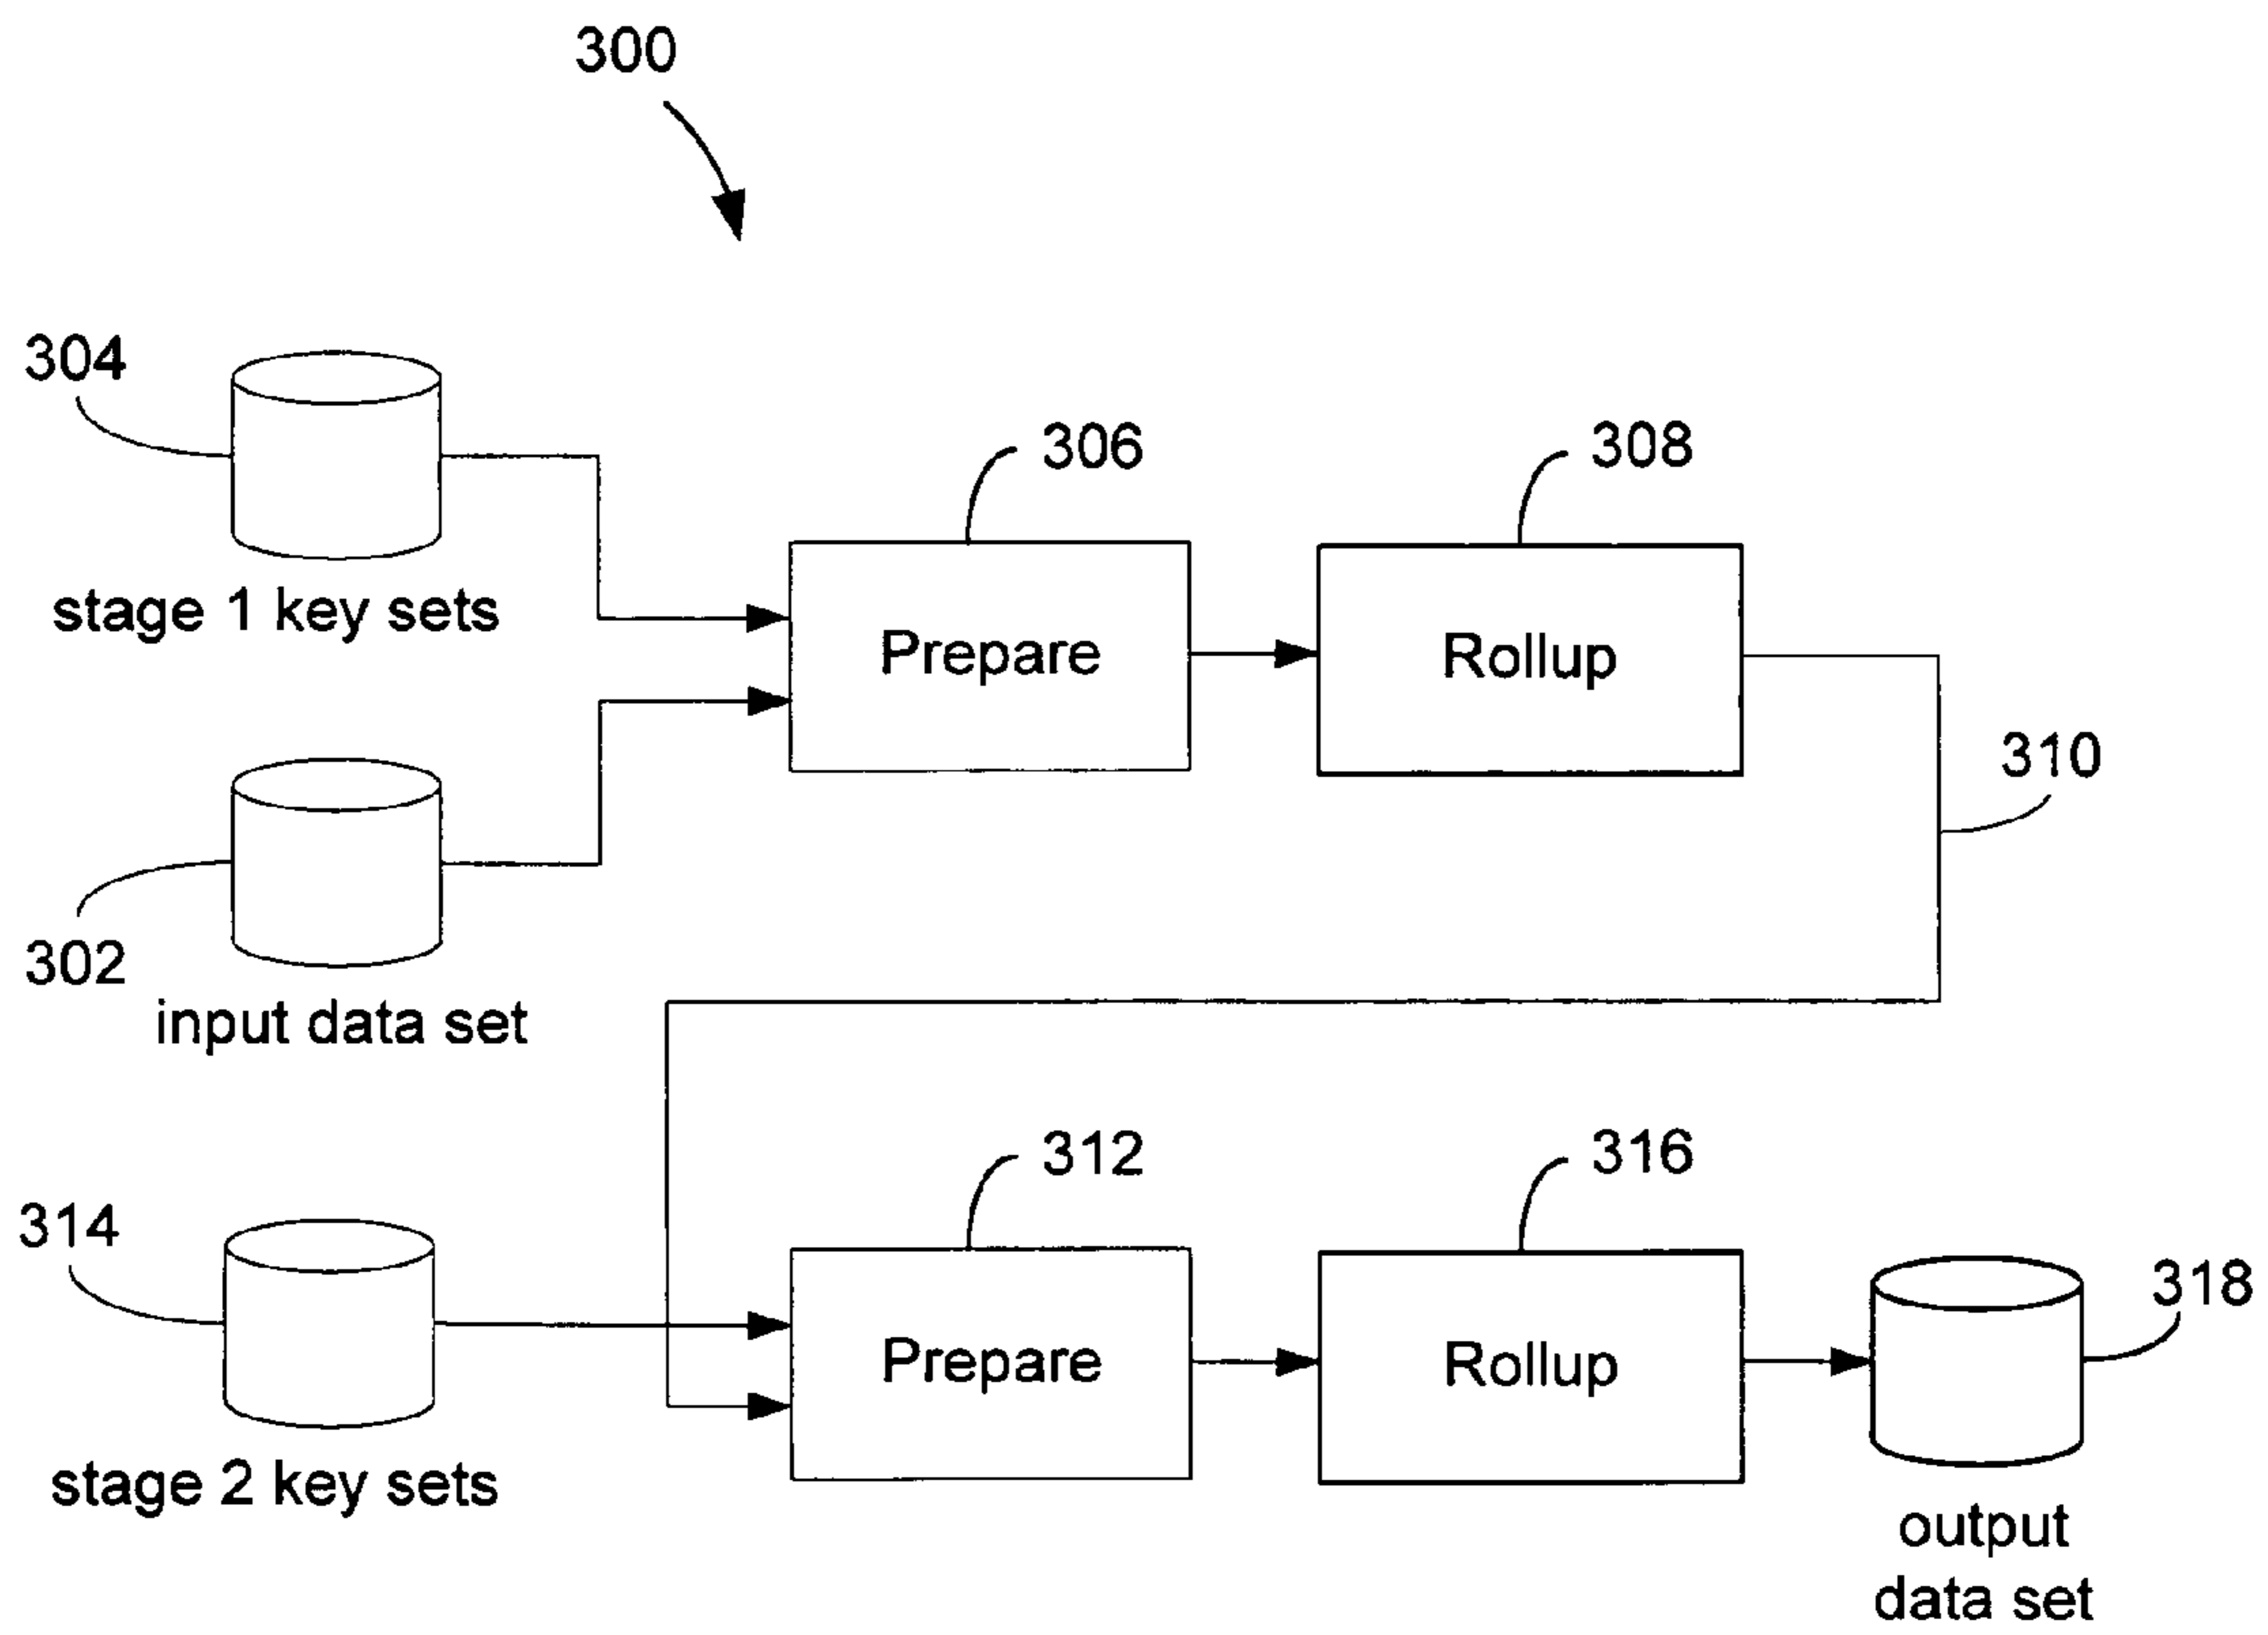 300
304
306
308
stage 1 key sets
Prepare
Rollup
310
302
input data set
312
316
314
318
Prepare
Rollup
stage 2 key sets
output
data set